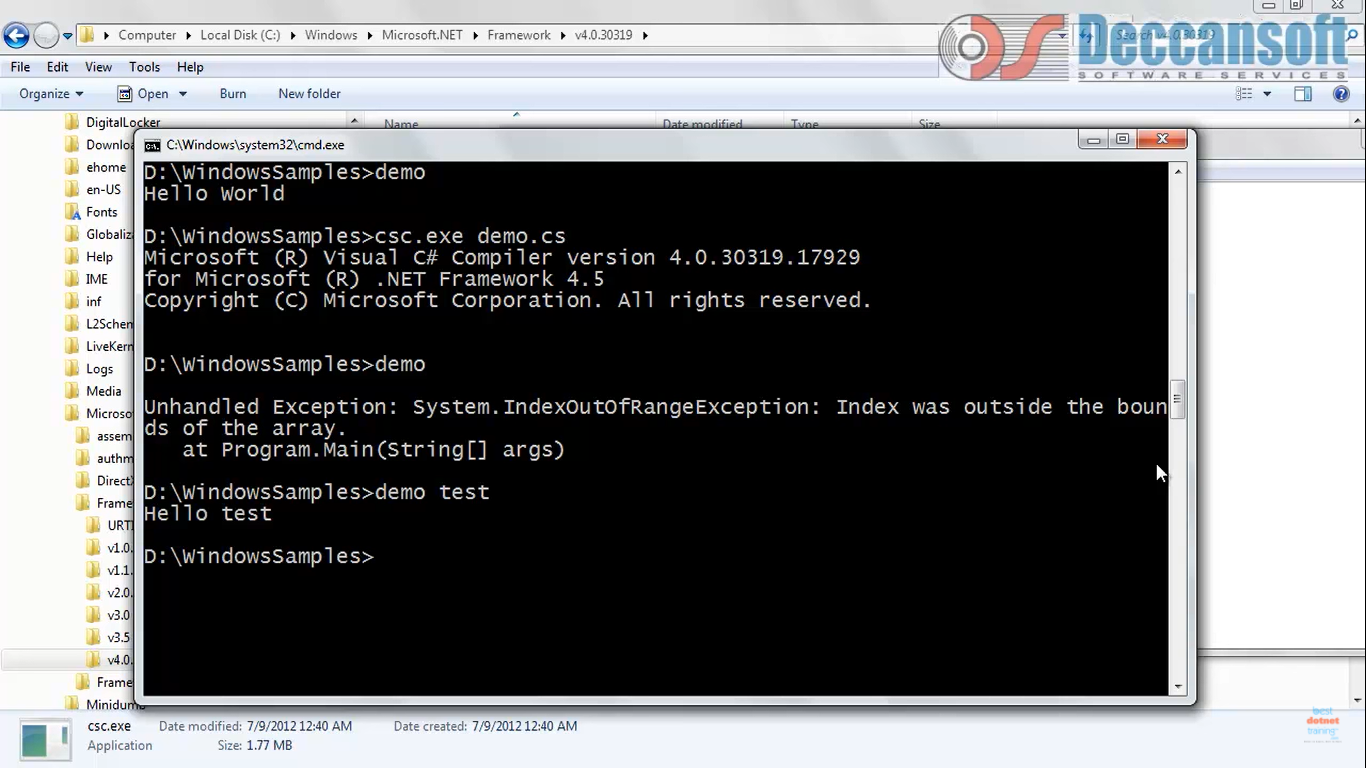 Computer
Local Disk (C:)
Windows
Microsoft.NET
Framework
v4.0.30319
Search v4.0.30319
Deccansoft
SOFTWARE SERVICES
File Edit View Tools Help
Organize Open Burn New folder
Name Date modified Type Size
DigitalLocker
Downlo
ehome
en-US
Fonts
Globaliz
Help
IME
inf
L2Schem
LiveKern
Logs
Media
Microso
assem
authm
DirectX
Frame
URT
v1.0.
v1.1.
v2.0.
v3.0
v3.5
v4.0.
Frame
Minidum
C:\Windows\system32\cmd.exe
D:\WindowsSamples>demo
Hello World
D:\WindowsSamples>csc.exe demo.cs
Microsoft (R) Visual C# Compiler version 4.0.30319.17929
for Microsoft (R) .NET Framework 4.5
Copyright (C) Microsoft Corporation. All rights reserved.
D:\WindowsSamples>demo
Unhandled Exception: System.IndexOutOfRangeException: Index was outside the boun
ds of the array.
at Program.Main(String[] args)
D:\WindowsSamples>demo test
Hello test
D:\WindowsSamples>
csc.exe Date modified: 7/9/2012 12:40 AM Date created: 7/9/2012 12:40 AM
Application Size: 1.77 MB
best
dotnet
training